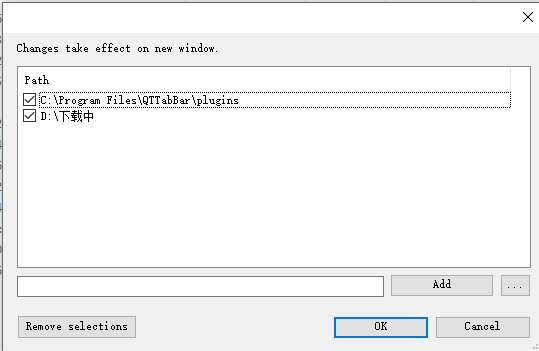 Changes take effect on new window.
Path
C:\Program Files\QTTabBar\plugins
D:\下载中
Add
...
Remove selections
OK
Cancel